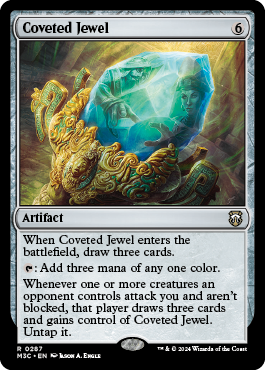 Coveted Jewel 6
Artifact
When Coveted Jewel enters the
battlefield, draw three cards.
: Add three mana of any one color.
Whenever one or more creatures an
opponent controls attack you and aren't
blocked, that player draws three cards
and gains control of Coveted Jewel.
Untap it.
R 0287
M3C • EN Jason A. Engle
™ & © 2024 Wizards of the Coast